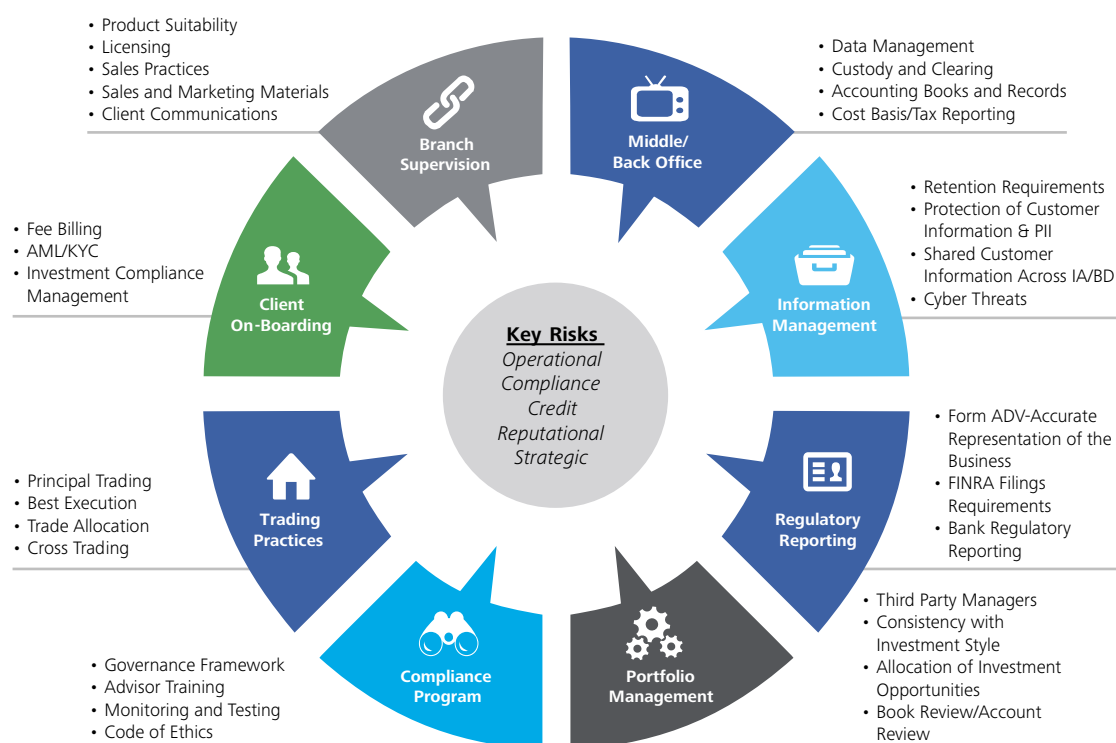 • Product Suitability
• Licensing
• Sales Practices
• Sales and Marketing Materials
• Client Communications
Branch
Supervision
Middle/
Back Office
• Data Management
• Custody and Clearing
• Accounting Books and Records
• Cost Basis/Tax Reporting
• Fee Billing
• AML/KYC
• Investment Compliance
Management
Client
On-Boarding
Information
Management
• Retention Requirements
• Protection of Customer
Information & PII
• Shared Customer
Information Across IA/BD
• Cyber Threats
Key Risks
Operational
Compliance
Credit
Reputational
Strategic
• Principal Trading
• Best Execution
• Trade Allocation
• Cross Trading
Trading
Practices
Regulatory
Reporting
• Form ADV-Accurate
Representation of the
Business
• FINRA Filings
Requirements
• Bank Regulatory
Reporting
• Governance Framework
• Advisor Training
• Monitoring and Testing
• Code of Ethics
Compliance
Program
Portfolio
Management
• Third Party Managers
• Consistency with
Investment Style
• Allocation of Investment
Opportunities
• Book Review/Account
Review